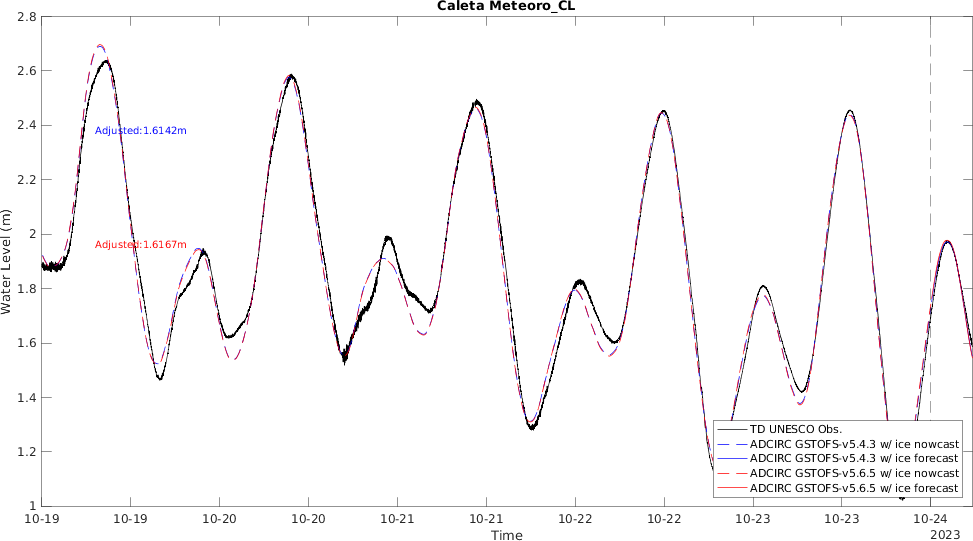 Caleta Meteoro_CL
2.8
2.6
2.4
2.2
2
1.8
1.6
1.4
1.2
1
Water Level (m)
Adjusted:1.6142m
Adjusted:1.6167m
TD UNESCO Obs.
ADCIRC GSTOFS-v5.4.3 w/ ice nowcast
ADCIRC GSTOFS-v5.4.3 w/ ice forecast
ADCIRC GSTOFS-v5.6.5 w/ ice nowcast
ADCIRC GSTOFS-v5.6.5 w/ ice forecast
10-19 10-19 10-20 10-20 10-21 10-21 10-22 10-22 10-23 10-23 10-24
Time
2023